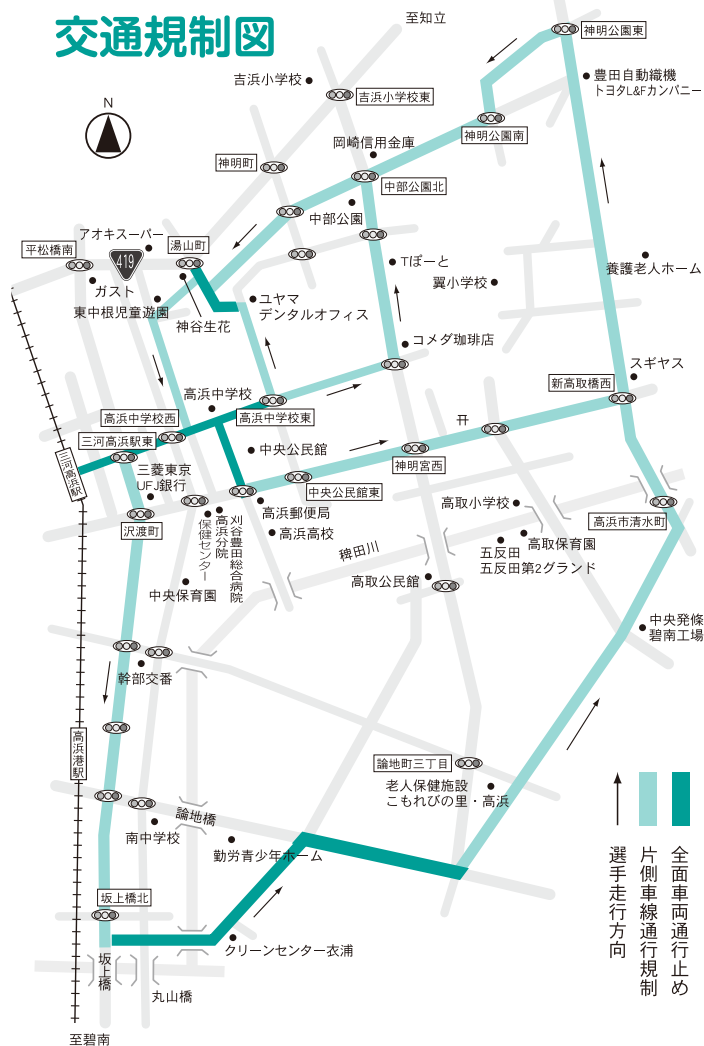 交通規制図
至知立
神明公園東
豊田自動織機
トヨタL&Fカンパニー
吉浜小学校
吉浜小学校東
N
岡崎信用金庫
神明公園南
神明町
中部公園北
中部公園
アオキスーパー
湯山町
平松橋南
419
ガスト
東中根児童遊園
神谷生花
ユヤマ
デンタルオフィス
Tぽーと
翼小学校
養護老人ホーム
コメダ珈琲店
スギヤス
新高取橋西
高浜中学校
高浜中学校西
高浜中学校東
三河高浜駅東
三河高浜駅
中央公民館
神明宮西
三菱東京
UFJ銀行
中央公民館東
沢渡町
保健センター
高浜分院
刈谷豊田総合病院
高浜郵便局
高浜高校
高取小学校
高浜市清水町
稗田川
五反田
高取保育園
五反田第2グランド
高取公民館
中央保育園
中央発條
碧南工場
幹部交番
高浜港駅
論地町三丁目
老人保健施設
こもれびの里・高浜
論地橋
南中学校
勤労青少年ホーム
坂上橋北
クリーンセンター衣浦
坂上橋
丸山橋
至碧南
全面車両通行止め
片側車線通行規制
選手走行方向